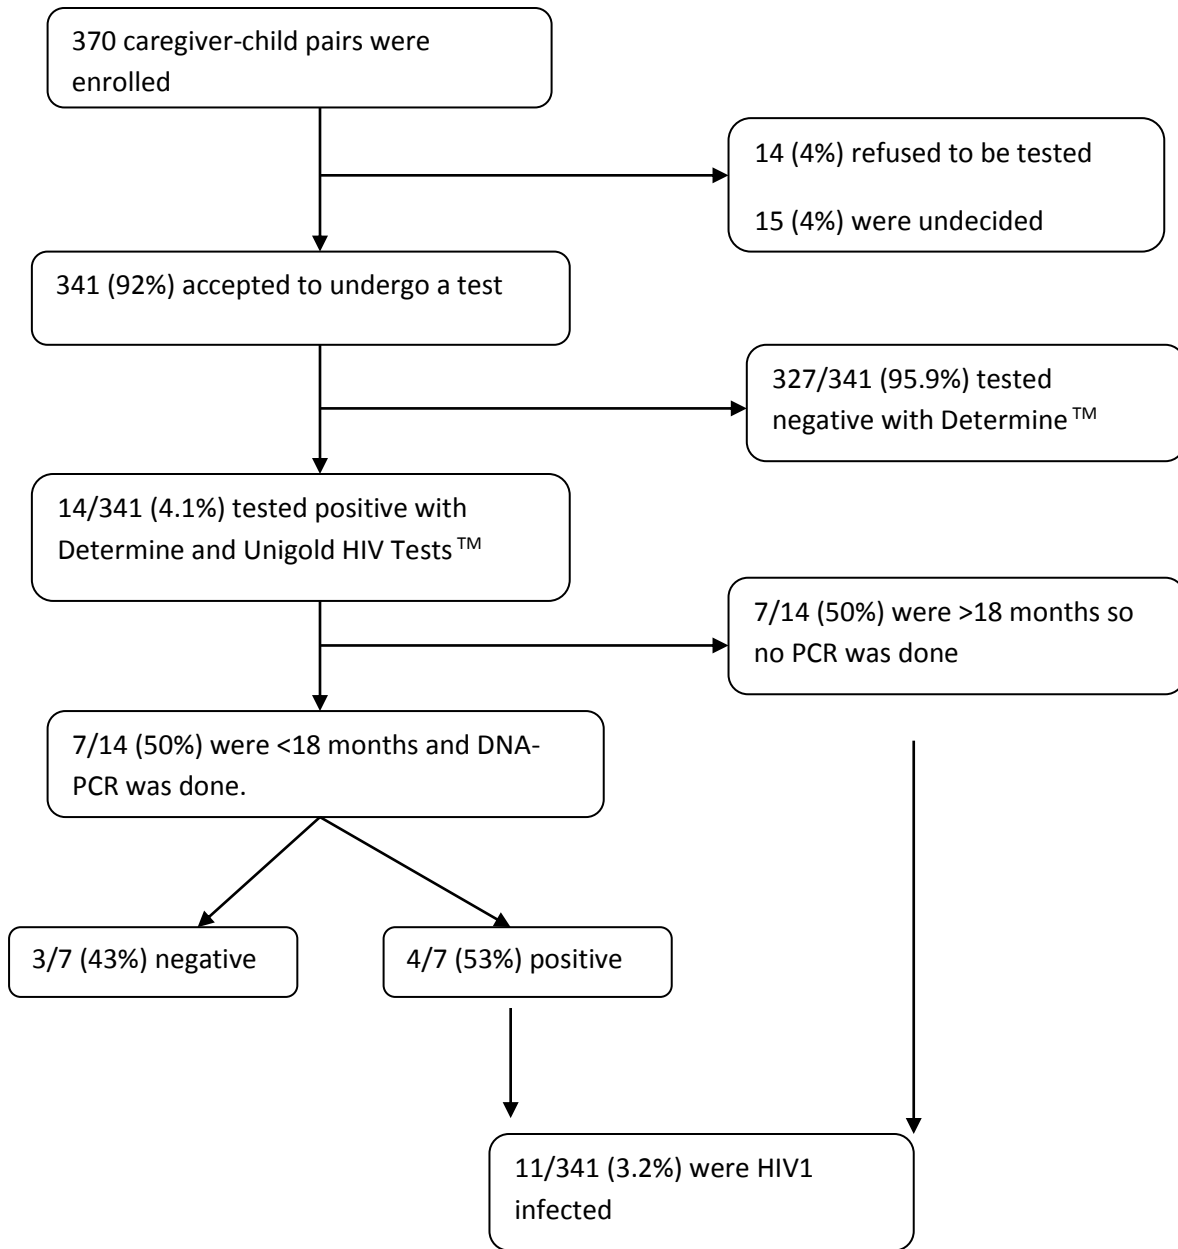 370 caregiver-child pairs were
enrolled
14 (4%) refused to be tested
15 (4%) were undecided
341 (92%) accepted to undergo a test
327/341 (95.9%) tested
negative with Determine™
14/341 (4.1%) tested positive with
Determine and Unigold HIV Tests™
7/14 (50%) were >18 months so
no PCR was done
7/14 (50%) were <18 months and DNA-
PCR was done.
3/7 (43%) negative
4/7 (53%) positive
11/341 (3.2%) were HIV1
infected